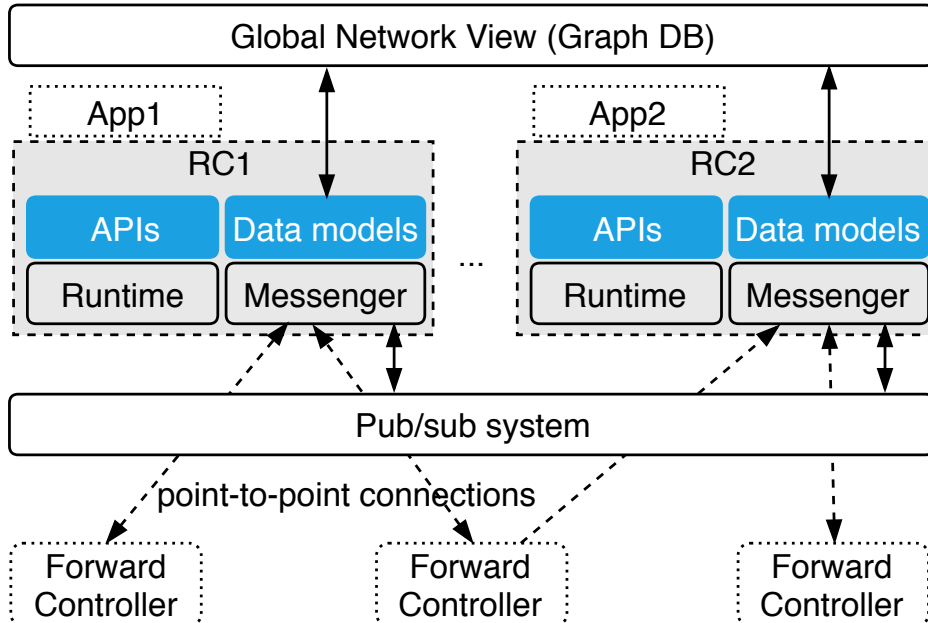 Global Network View (Graph DB)
App1
App2
RC1
RC2
APIs
Data models
APIs
Data models
...
Runtime
Messenger
Runtime
Messenger
Pub/sub system
point-to-point connections
Forward
Controller
Forward
Controller
Forward
Controller